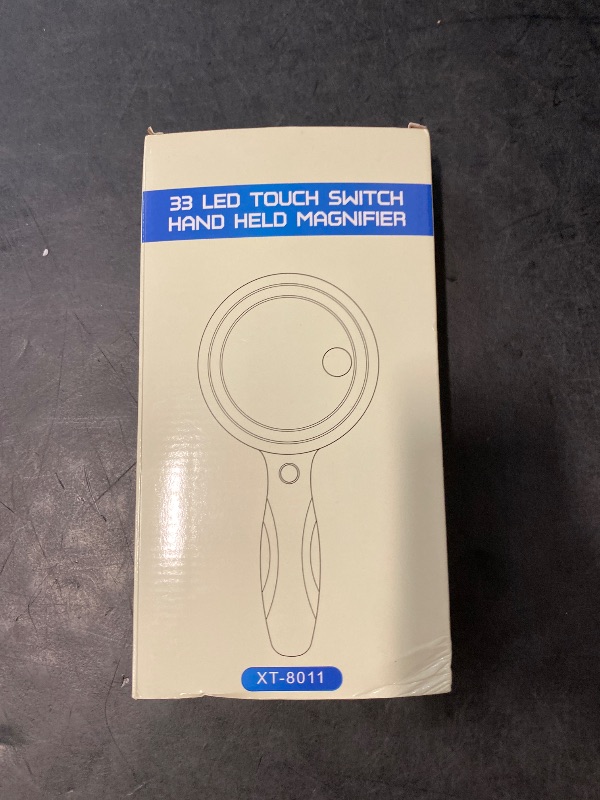 33 LED TOUCH SWITCH
HAND HELD MAGNIFIER
XT-8011